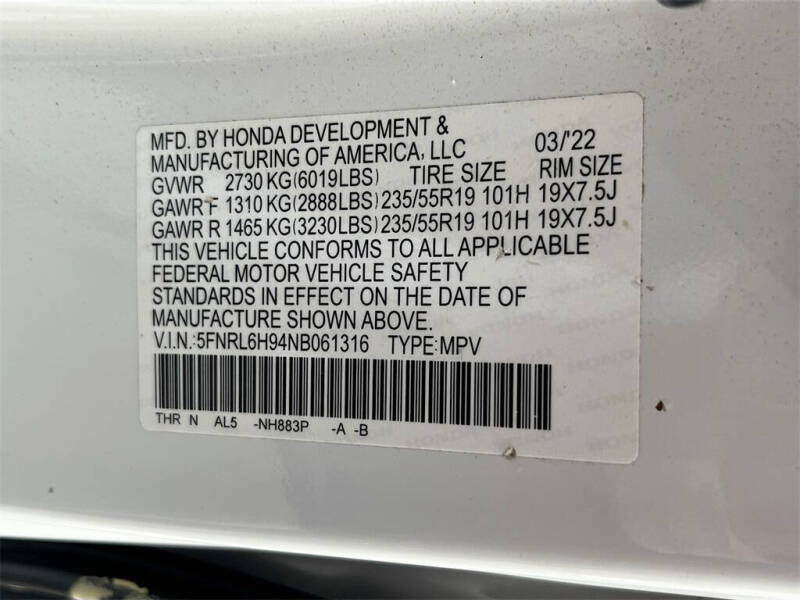 MFD. BY HONDA DEVELOPMENT & MANUFACTURING OF AMERICA, LLC 03/'22
GVWR 2730 KG(6019LBS) TIRE SIZE RIM SIZE
GAWR F 1310 KG(2888LBS) 235/55R19 101H 19X7.5J
GAWR R 1465 KG(3230LBS) 235/55R19 101H 19X7.5J
THIS VEHICLE CONFORMS TO ALL APPLICABLE
FEDERAL MOTOR VEHICLE SAFETY
STANDARDS IN EFFECT ON THE DATE OF
MANUFACTURE SHOWN ABOVE.
V.I.N.:5FNRL6H94NB061316 TYPE:MPV
THR N AL5 -NH883P -A -B